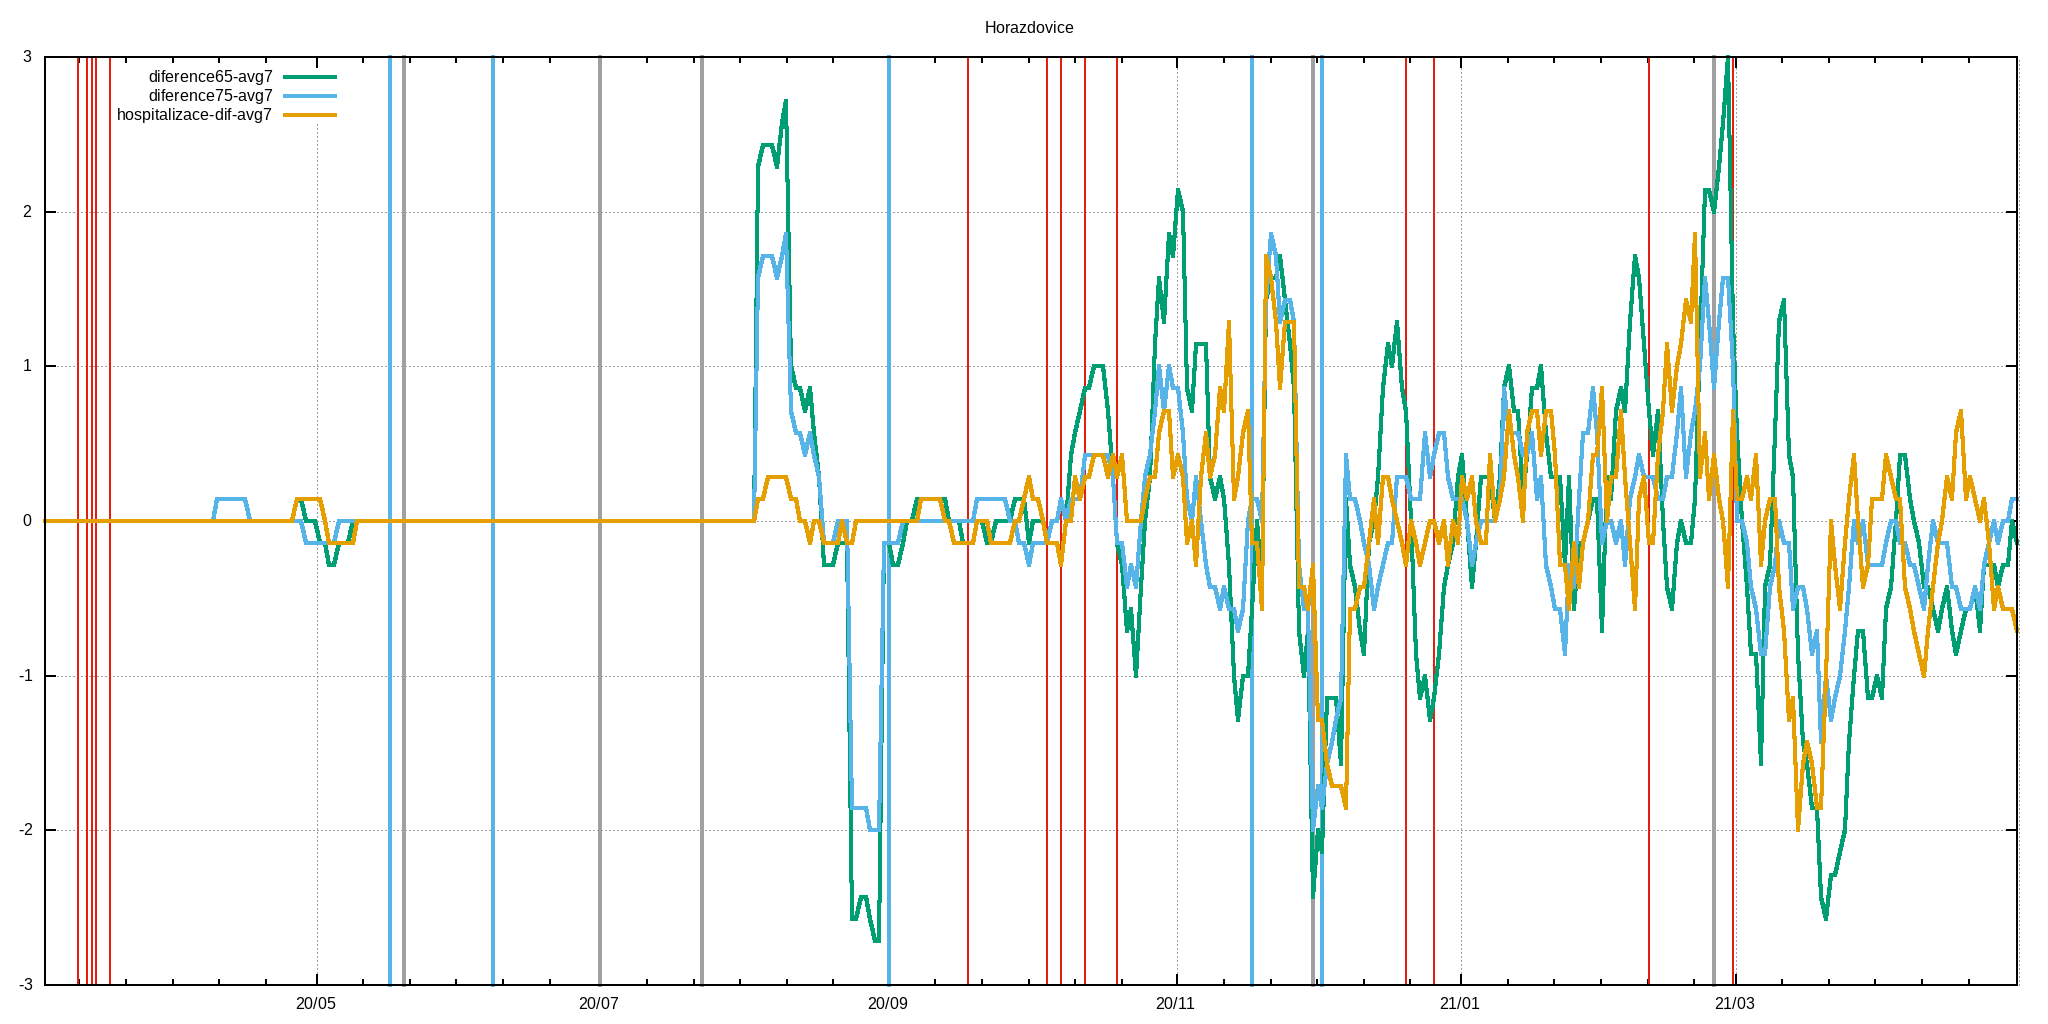 Horazdovice
3
diference65-avg7
diference75-avg7
hospitalizace-dif-avg7
2
1
0
-1
-2
-3
20/05 20/07 20/09 20/11 21/01 21/03